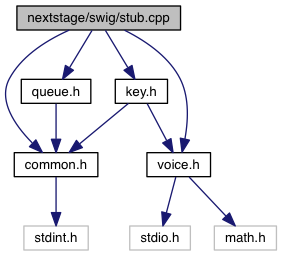 nextstage/swig/stub.cpp
queue.h
key.h
common.h
voice.h
stdint.h
stdio.h
math.h